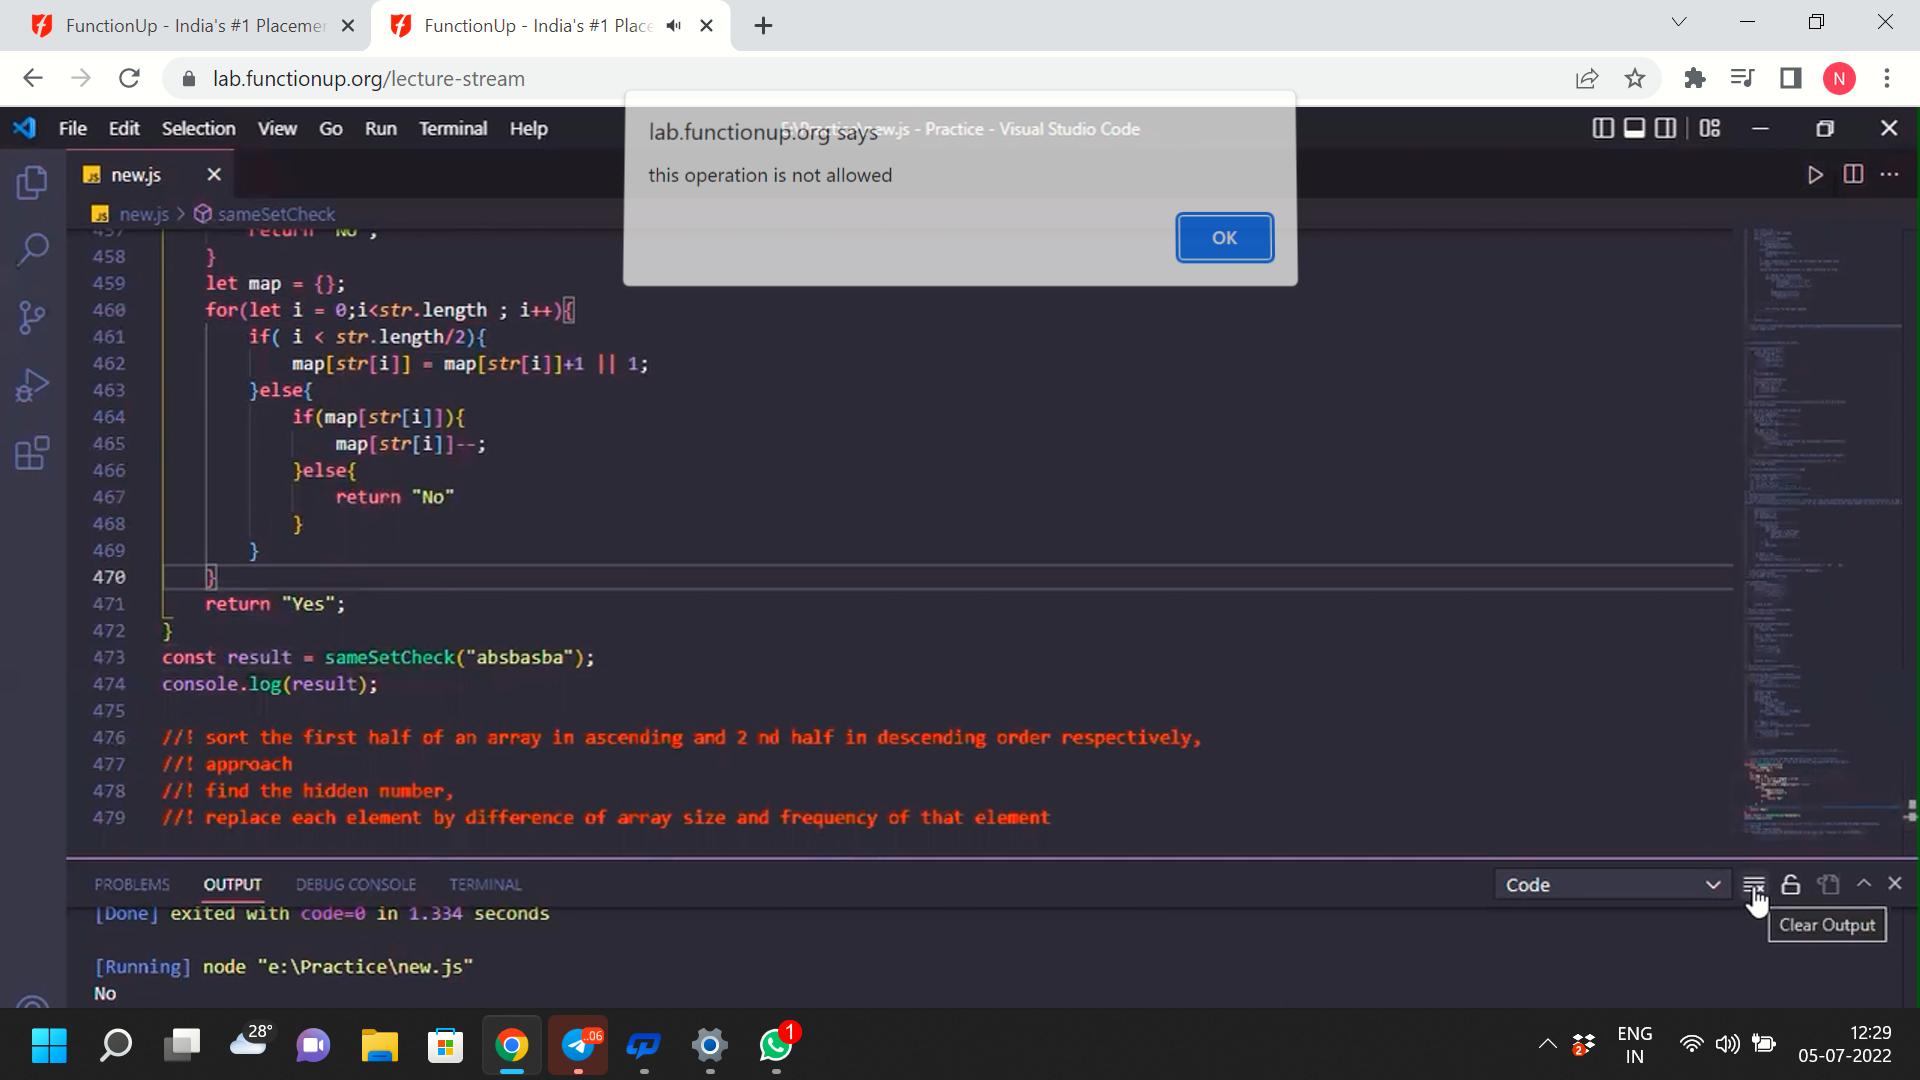 FunctionUp - India's #1 Placemer
FunctionUp - India's #1 Place
lab.functionup.org/lecture-stream
N
File Edit Selection View Go Run Terminal Help
new.js - Practice - Visual Studio Code
lab.functionup.org says
this operation is not allowed
OK
JS new.js
JS new.js > sameSetCheck
457 return "No";
458 }
459 let map = {};
460 for(let i = 0;i<str.length ; i++){
461 if( i < str.length/2){
462 map[str[i]] = map[str[i]]+1 || 1;
463 }else{
464 if(map[str[i]]){
465 map[str[i]]--;
466 }else{
467 return "No"
468 }
469 }
470 }
471 return "Yes";
472 }
473 const result = sameSetCheck("absbasba");
474 console.log(result);
475
476 //! sort the first half of an array in ascending and 2 nd half in descending order respectively,
477 //! approach
478 //! find the hidden number,
479 //! replace each element by difference of array size and frequency of that element
PROBLEMS OUTPUT DEBUG CONSOLE TERMINAL
Code
Clear Output
[Done] exited with code=0 in 1.334 seconds
[Running] node "e:\Practice\new.js"
No
28°
..06
1
2
ENG
IN
12:29
05-07-2022